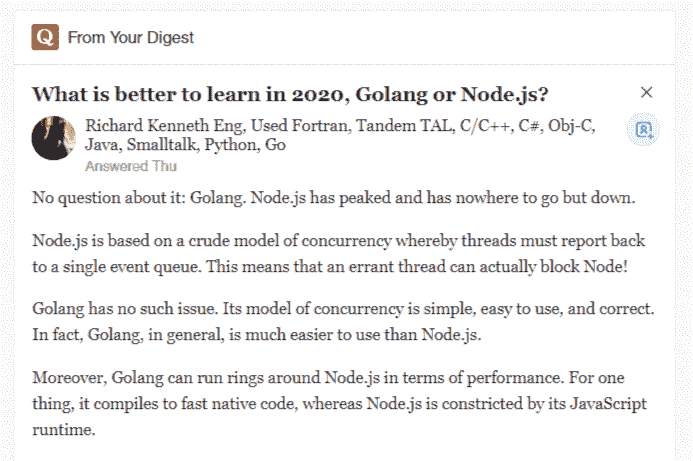 Q From Your Digest
What is better to learn in 2020, Golang or Node.js?
Richard Kenneth Eng, Used Fortran, Tandem TAL, C/C++, C#, Obj-C,
Java, Smalltalk, Python, Go
Answered Thu
No question about it: Golang. Node.js has peaked and has nowhere to go but down.
Node.js is based on a crude model of concurrency whereby threads must report back
to a single event queue. This means that an errant thread can actually block Node!
Golang has no such issue. Its model of concurrency is simple, easy to use, and correct.
In fact, Golang, in general, is much easier to use than Node.js.
Moreover, Golang can run rings around Node.js in terms of performance. For one
thing, it compiles to fast native code, whereas Node.js is constricted by its JavaScript
runtime.